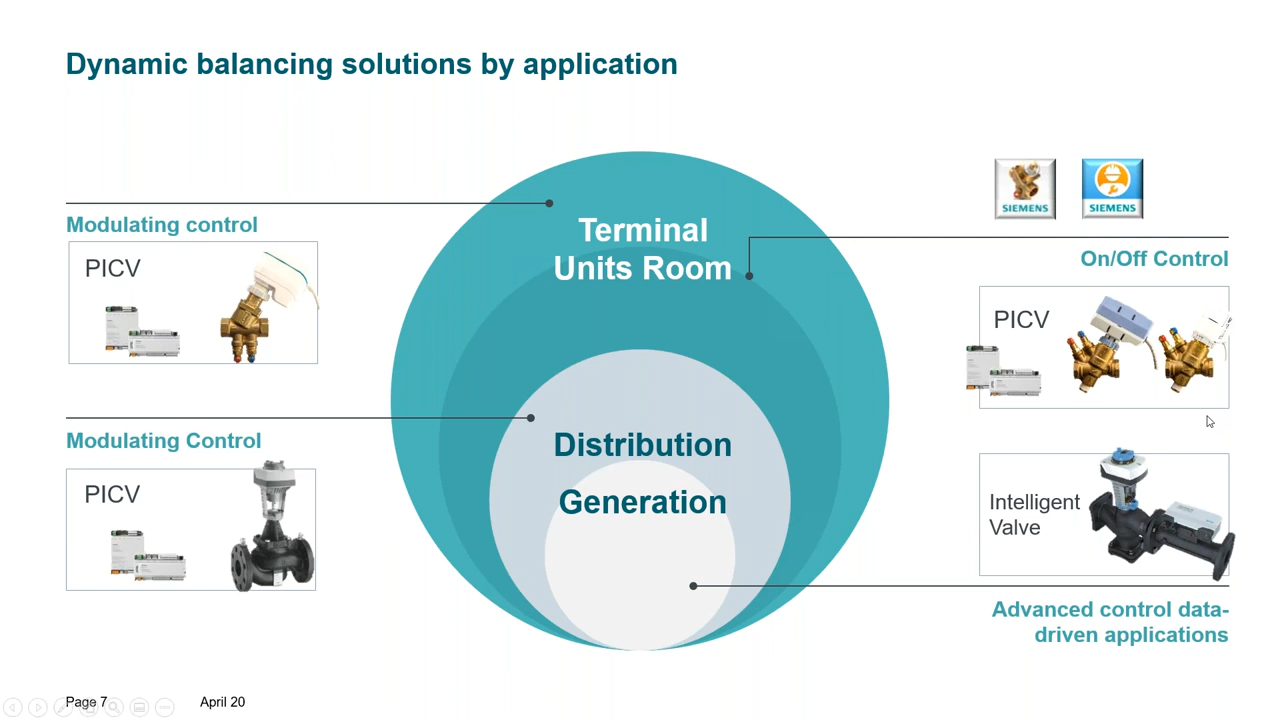 Dynamic balancing solutions by application
SIEMENS
SIEMENS
Modulating control
PICV
Terminal
Units Room
On/Off Control
PICV
Modulating Control
PICV
Distribution
Generation
Intelligent
Valve
Advanced control data-
driven applications
Page 7
April 20